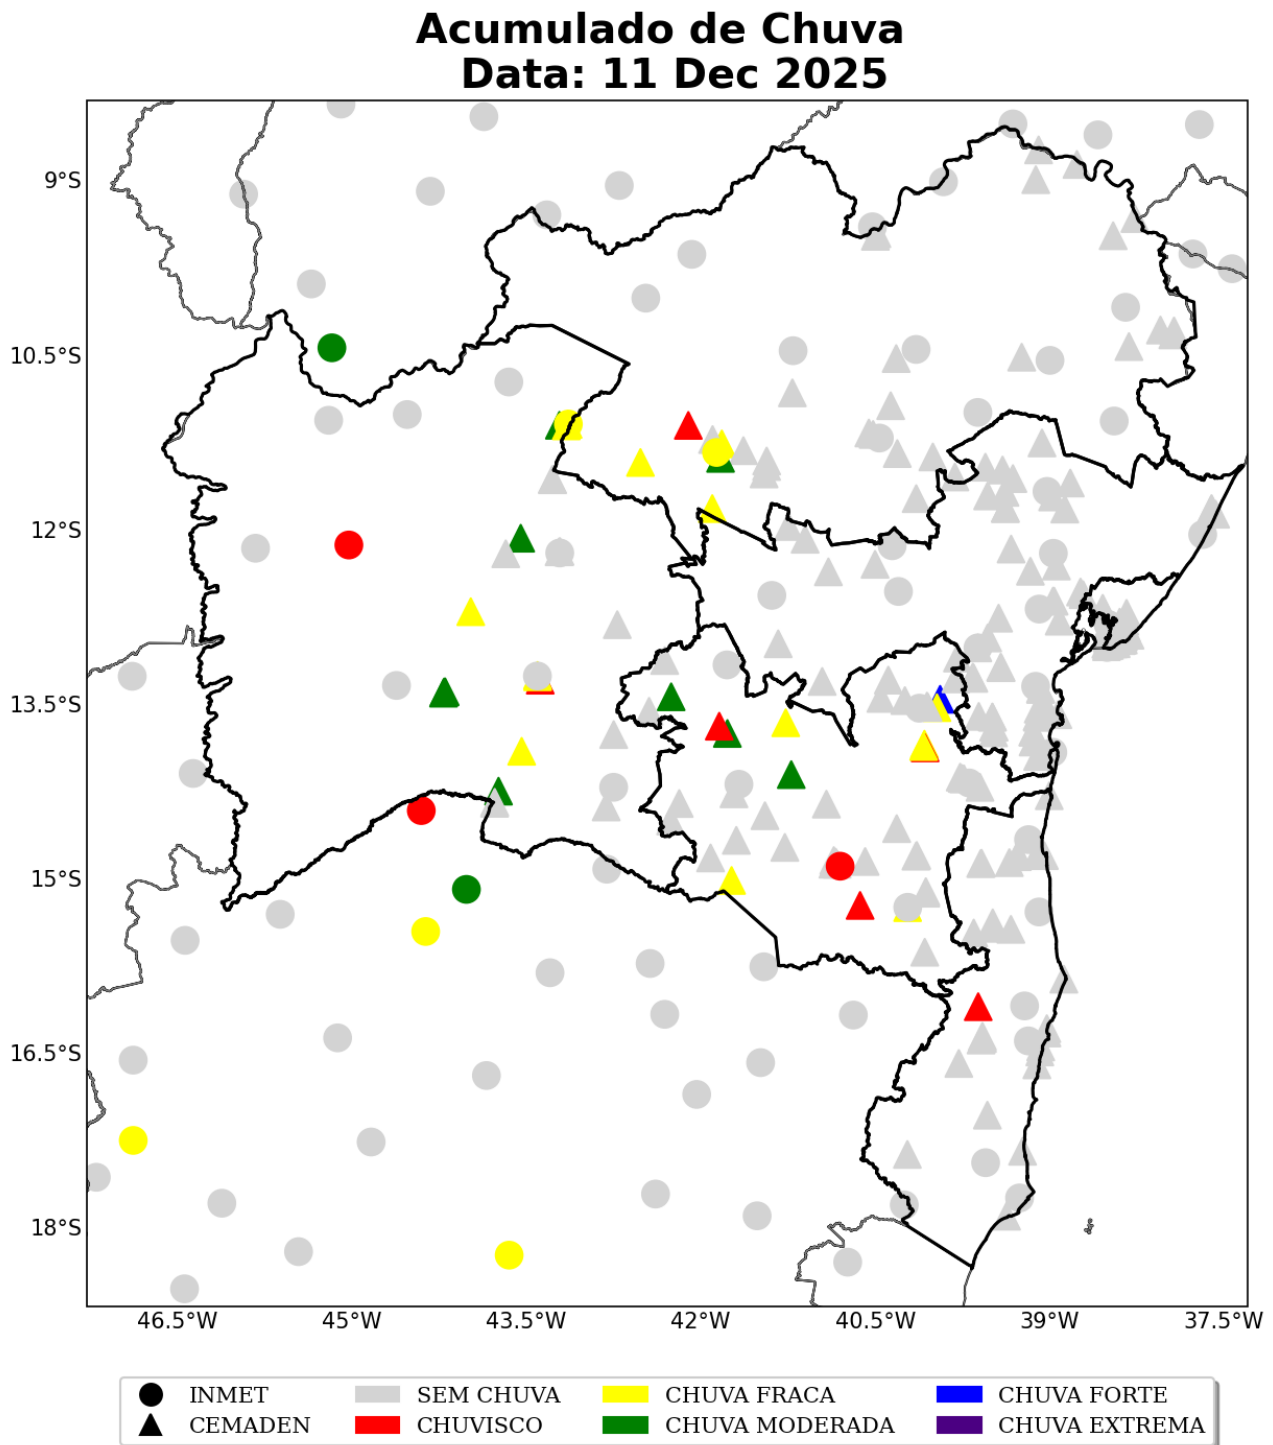 Acumulado de Chuva
Data: 11 Dec 2025
9°S
10.5°S
12°S
13.5°S
15°S
16.5°S
18°S
46.5°W 45°W 43.5°W 42°W 40.5°W 39°W 37.5°W
INMET SEM CHUVA CHUVA FRACA CHUVA FORTE
CEMADEN CHUVISCO CHUVA MODERADA CHUVA EXTREMA